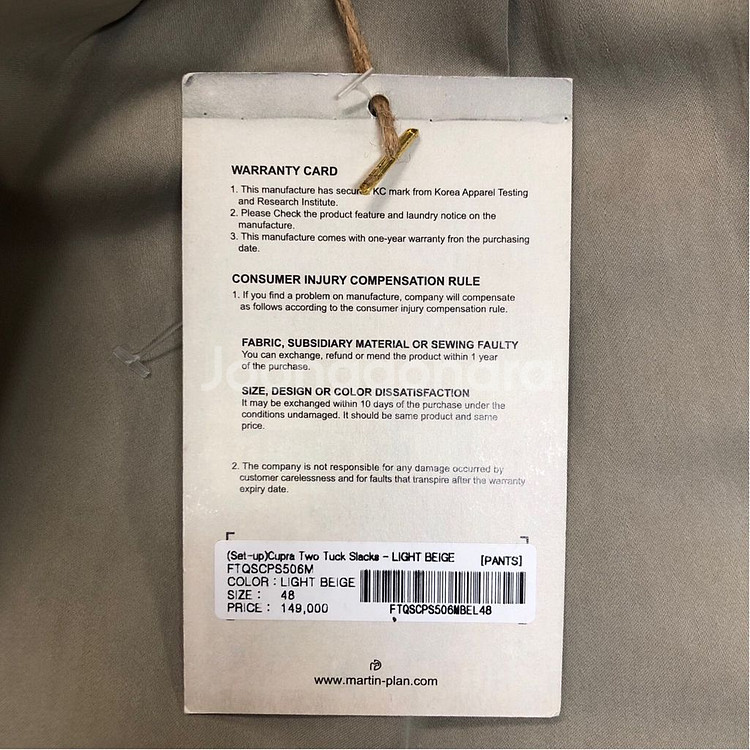 WARRANTY CARD
1. This manufacture has secure KC mark from Korea Apparel Testing
and Research Institute.
2. Please Check the product feature and laundry notice on the
manufacture.
3. This manufacture comes with one-year warranty fron the purchasing
date.
CONSUMER INJURY COMPENSATION RULE
1. If you find a problem on manufacture, company will compensate
as follows according to the consumer injury compensation rule.
FABRIC, SUBSIDIARY MATERIAL OR SEWING FAULTY
You can exchange, refund or mend the product within 1 year
of the purchase.
SIZE, DESIGN OR COLOR DISSATISFACTION
It may be exchanged within 10 days of the purchase under the
conditions undamaged. It should be same product and same
price.
2. The company is not responsible for any damage occurred by
customer carelessness and for faults that transpire after the warranty
expiry date.
(Set-up)Cupra Two Tuck Slacks - LIGHT BEIGE [PANTS]
FTQSCPS506M
COLOR : LIGHT BEIGE
SIZE : 48
PRICE : 149,000
FTQSCPS506MBEL48
www.martin-plan.com